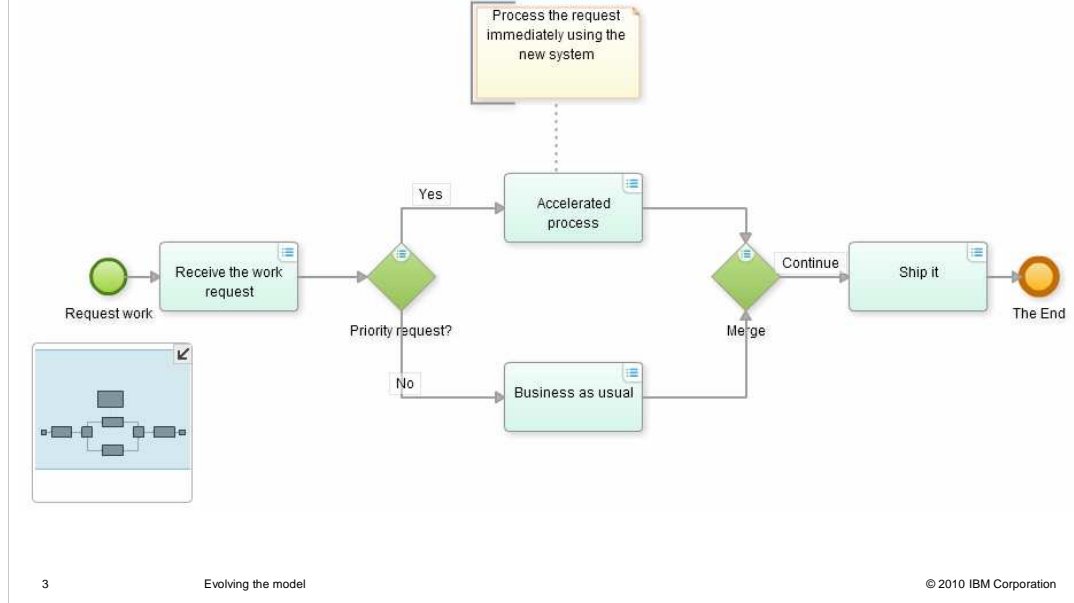 Process the request
immediately using the
new system
Yes
Accelerated
process
Request work
Receive the work
request
Priority request?
No
Business as usual
Merge
Continue
Ship it
The End
3
Evolving the model
© 2010 IBM Corporation